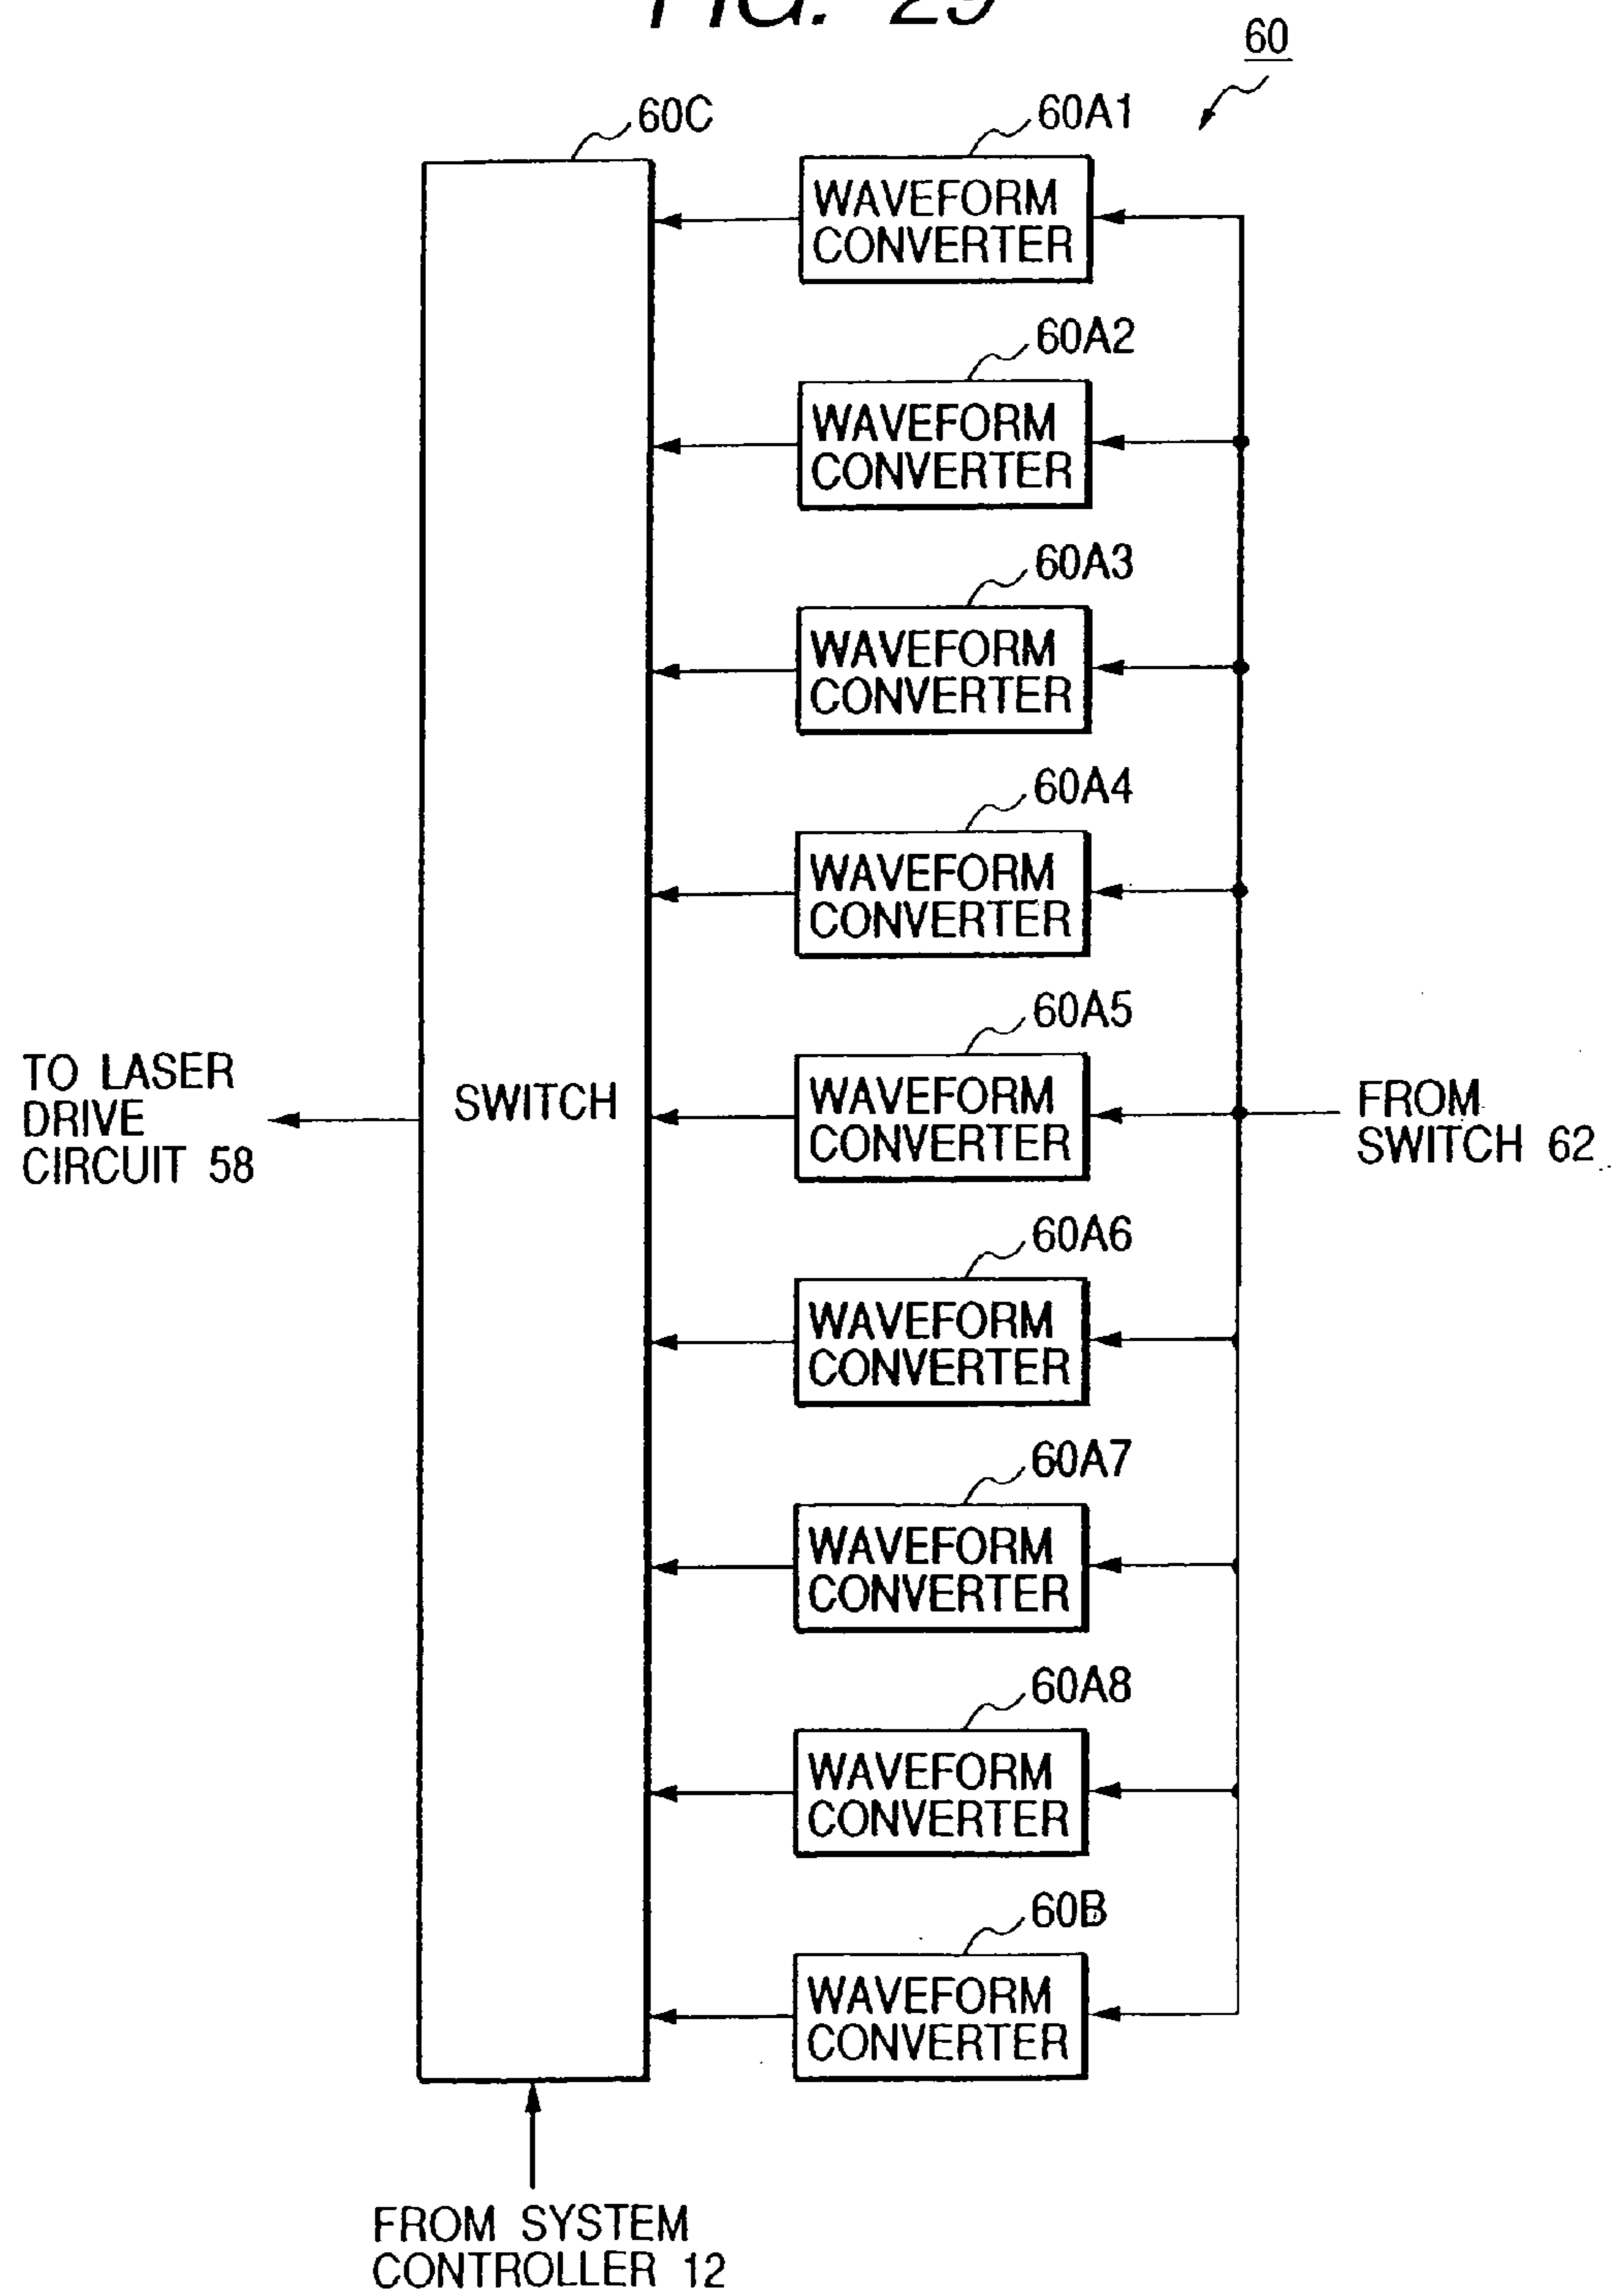 FIG. 29
60
60C
60A1
WAVEFORM
CONVERTER
60A2
WAVEFORM
CONVERTER
60A3
WAVEFORM
CONVERTER
60A4
WAVEFORM
CONVERTER
60A5
WAVEFORM
CONVERTER
TO LASER
DRIVE
CIRCUIT 58
SWITCH
FROM
SWITCH 62
60A6
WAVEFORM
CONVERTER
60A7
WAVEFORM
CONVERTER
60A8
WAVEFORM
CONVERTER
60B
WAVEFORM
CONVERTER
FROM SYSTEM
CONTROLLER 12